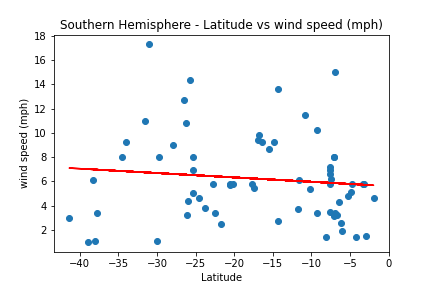 Southern Hemisphere - Latitude vs wind speed (mph)
18
16
14
12
10
8
6
4
2
wind speed (mph)
−40 −35 −30 −25 −20 −15 −10 −5 0
Latitude